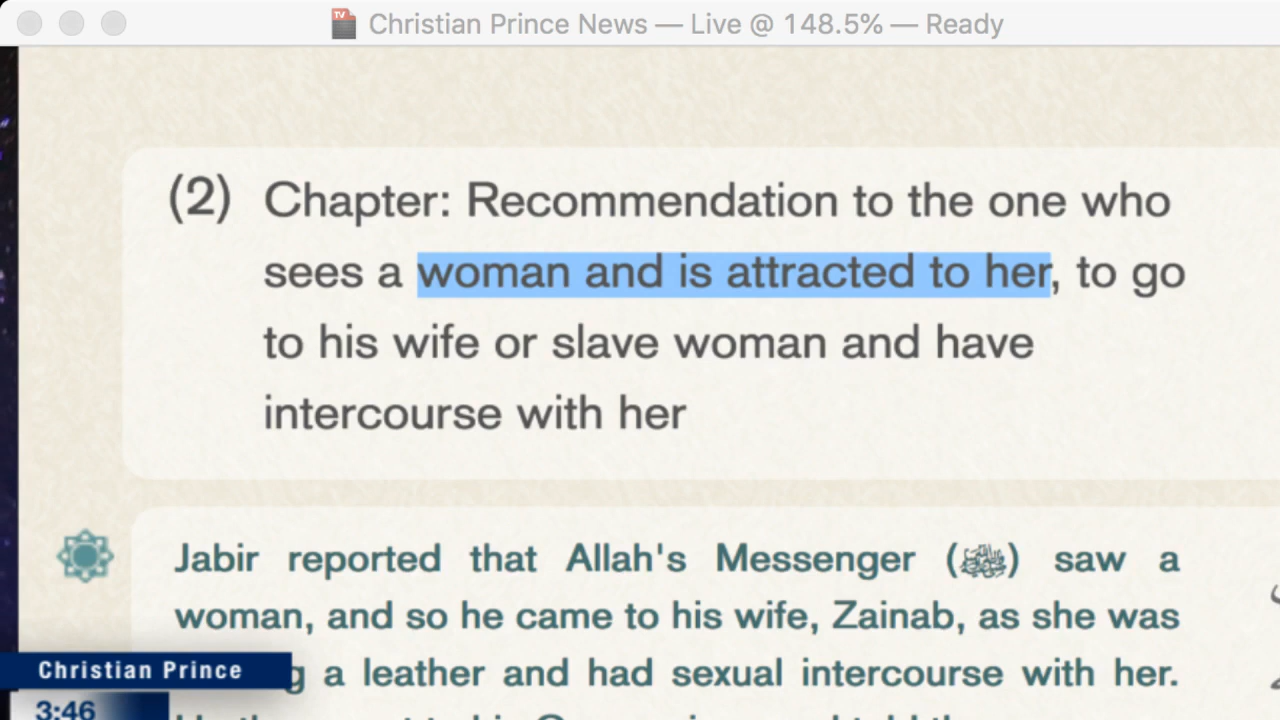 TV
Christian Prince News — Live @ 148.5% — Ready
(2) Chapter: Recommendation to the one who
sees a woman and is attracted to her, to go
to his wife or slave woman and have
intercourse with her
Jabir reported that Allah's Messenger (ﷺ) saw a
woman, and so he came to his wife, Zainab, as she was
a leather and had sexual intercourse with her.
Christian Prince
3:46